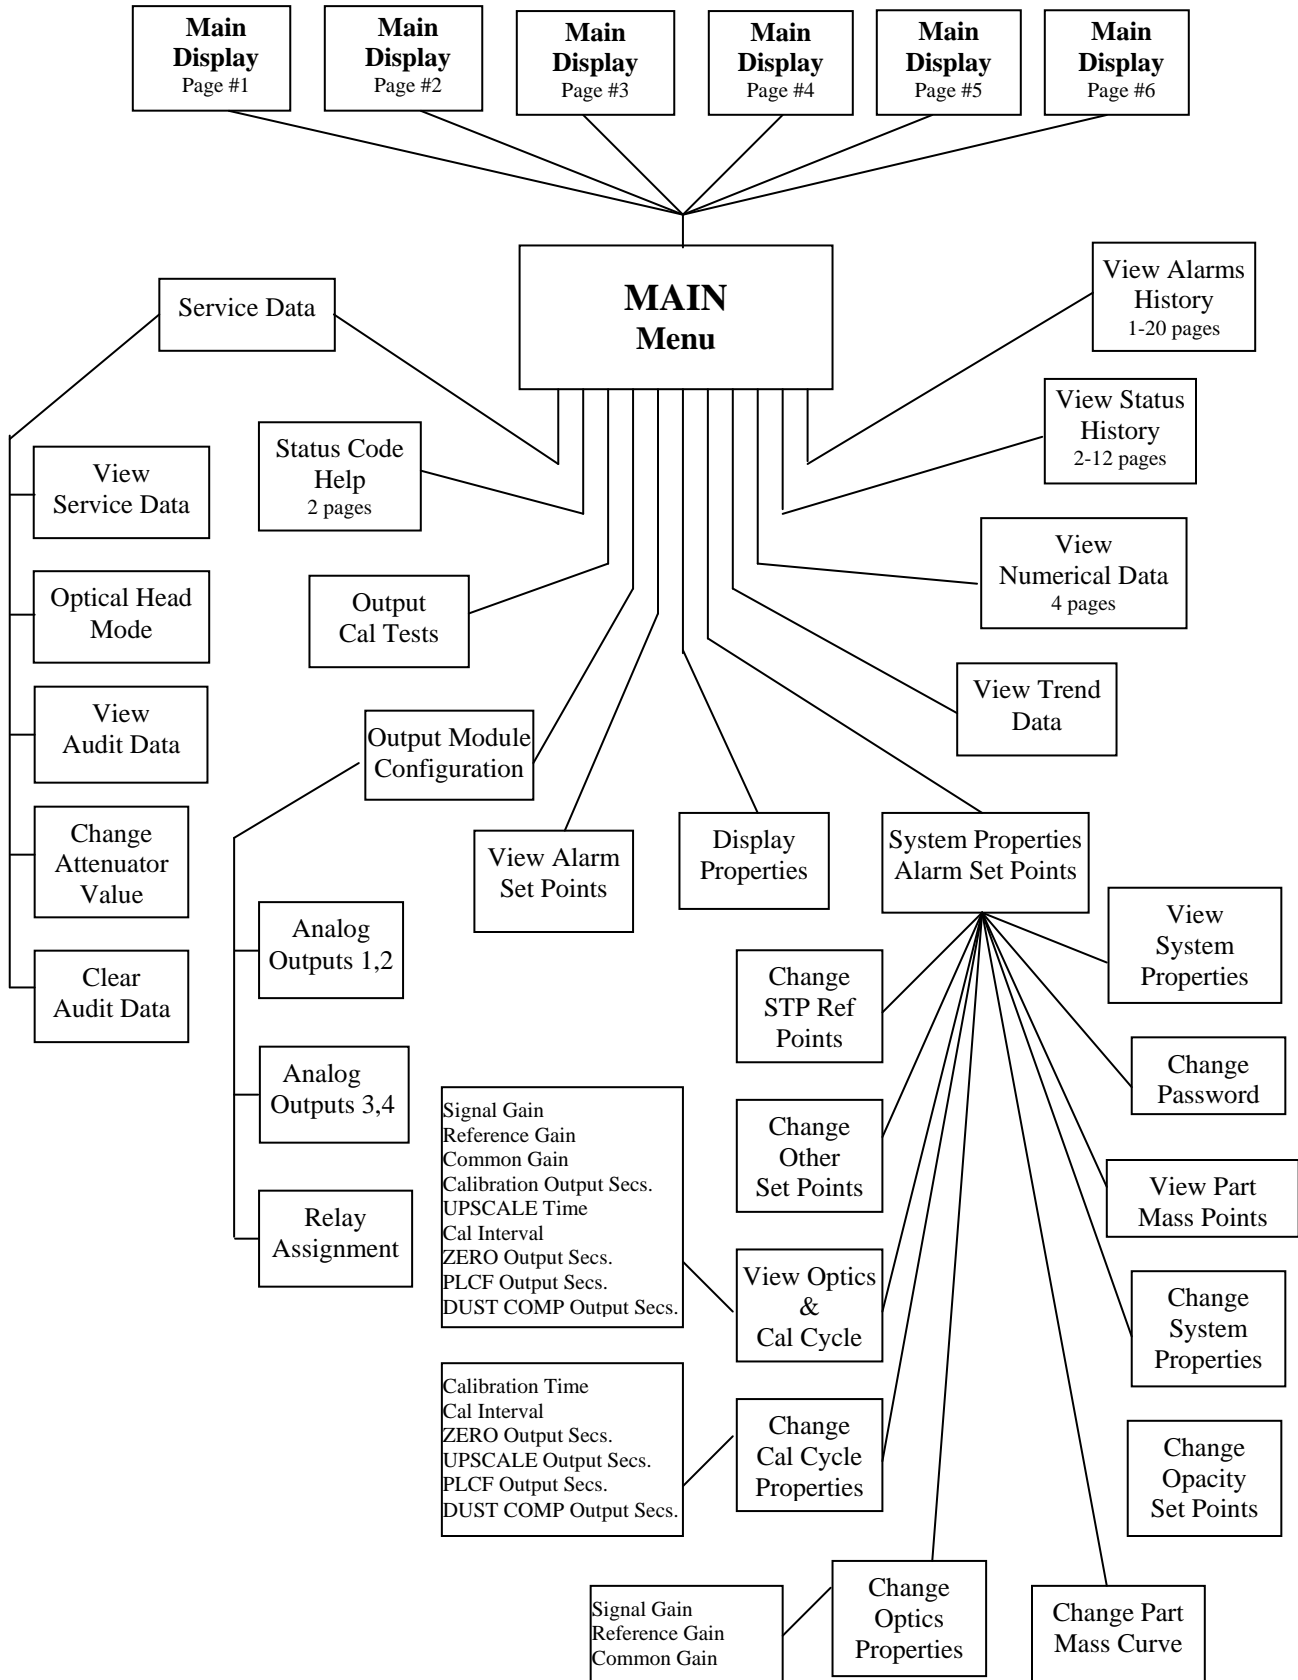 Main
Display
Page #1
Main
Display
Page #2
Main
Display
Page #3
Main
Display
Page #4
Main
Display
Page #5
Main
Display
Page #6
MAIN
Menu
Service Data
View Alarms
History
1-20 pages
View Status
History
2-12 pages
Status Code
Help
2 pages
View
Service Data
View
Numerical Data
4 pages
Output
Cal Tests
Optical Head
Mode
View Trend
Data
View
Audit Data
Output Module
Configuration
Change
Attenuator
Value
View Alarm
Set Points
Display
Properties
System Properties
Alarm Set Points
Clear
Audit Data
Analog
Outputs 1,2
View
System
Properties
Change
STP Ref
Points
Analog
Outputs 3,4
Change
Password
Signal Gain
Reference Gain
Common Gain
Calibration Output Secs.
UPSCALE Time
Cal Interval
ZERO Output Secs.
PLCF Output Secs.
DUST COMP Output Secs.
Change
Other
Set Points
View Part
Mass Points
Relay
Assignment
View Optics
&
Cal Cycle
Change
System
Properties
Calibration Time
Cal Interval
ZERO Output Secs.
UPSCALE Output Secs.
PLCF Output Secs.
DUST COMP Output Secs.
Change
Cal Cycle
Properties
Change
Opacity
Set Points
Signal Gain
Reference Gain
Common Gain
Change
Optics
Properties
Change Part
Mass Curve